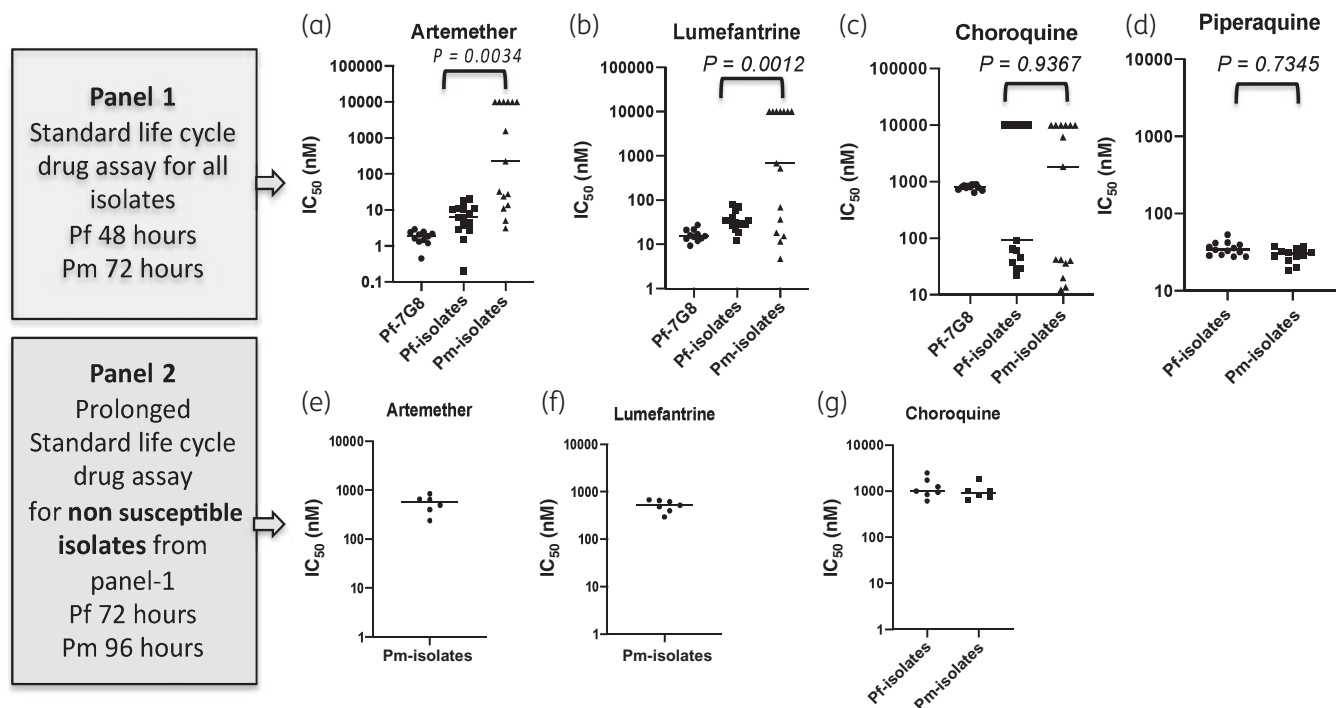 Panel 1
Standard life cycle
drug assay for all
isolates
Pf 48 hours
Pm 72 hours
Panel 2
Prolonged
Standard life cycle
drug assay
for non susceptible
isolates from
panel-1
Pf 72 hours
Pm 96 hours
(a)
Artemether
P = 0.0034
IC50 (nM)
100000
10000
1000
100
10
1
0.1
Pf-7G8
Pf-isolates
Pm-isolates
(b)
Lumefantrine
P = 0.0012
IC50 (nM)
100000
10000
1000
100
10
1
Pf-7G8
Pf-isolates
Pm-isolates
(c)
Choroquine
P = 0.9367
IC50 (nM)
100000
10000
1000
100
10
Pf-7G8
Pf-isolates
Pm-isolates
(d)
Piperaquine
P = 0.7345
IC50 (nM)
10000
1000
100
10
Pf-isolates
Pm-isolates
(e)
Artemether
IC50 (nM)
10000
1000
100
10
1
Pm-isolates
(f)
Lumefantrine
IC50 (nM)
10000
1000
100
10
1
Pm-isolates
(g)
Choroquine
IC50 (nM)
10000
1000
100
10
1
Pf-isolates
Pm-isolates